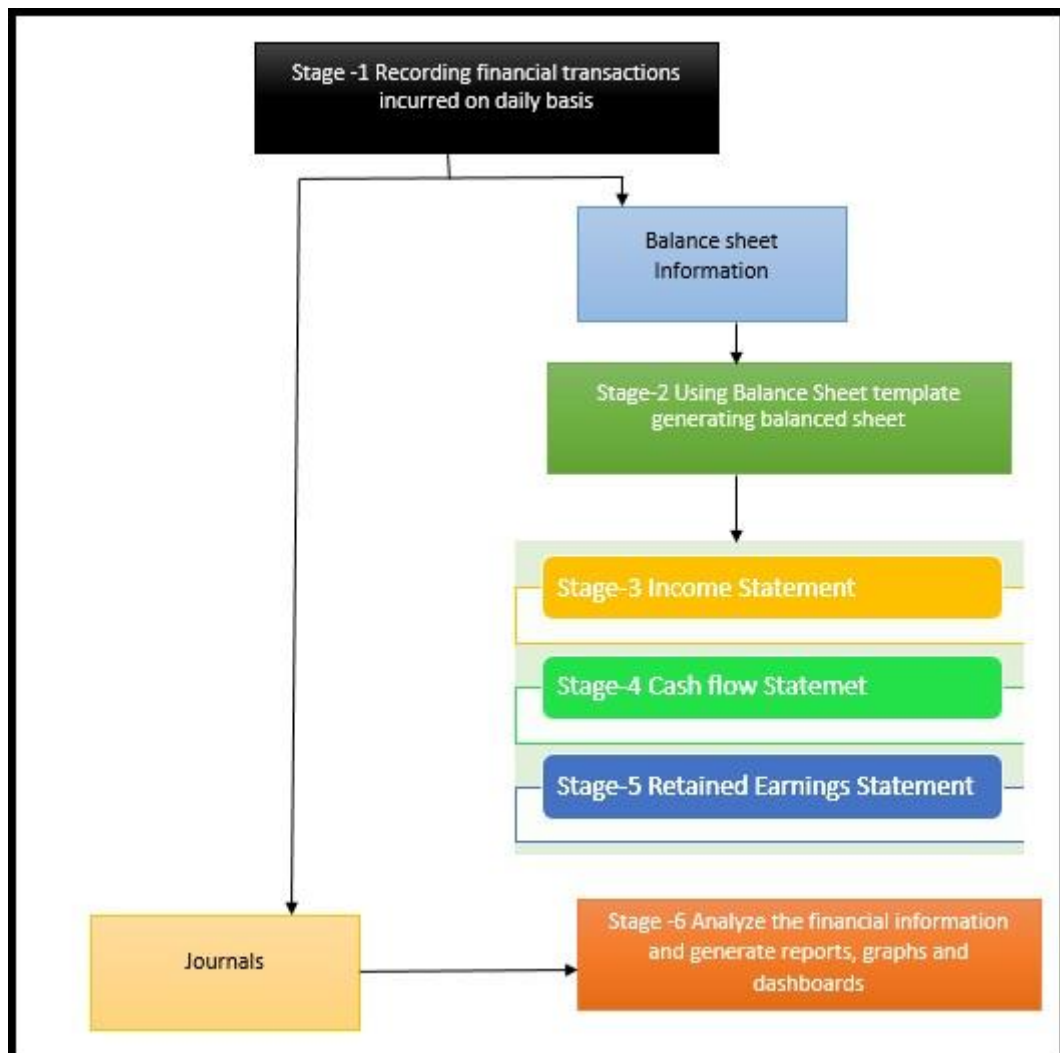 Stage -1 Recording financial transactions
incurred on daily basis
Balance sheet
Information
Stage-2 Using Balance Sheet template
generating balanced sheet
Stage-3 Income Statement
Stage-4 Cash flow Statemet
Stage-5 Retained Earnings Statement
Journals
Stage -6 Analyze the financial information
and generate reports, graphs and
dashboards